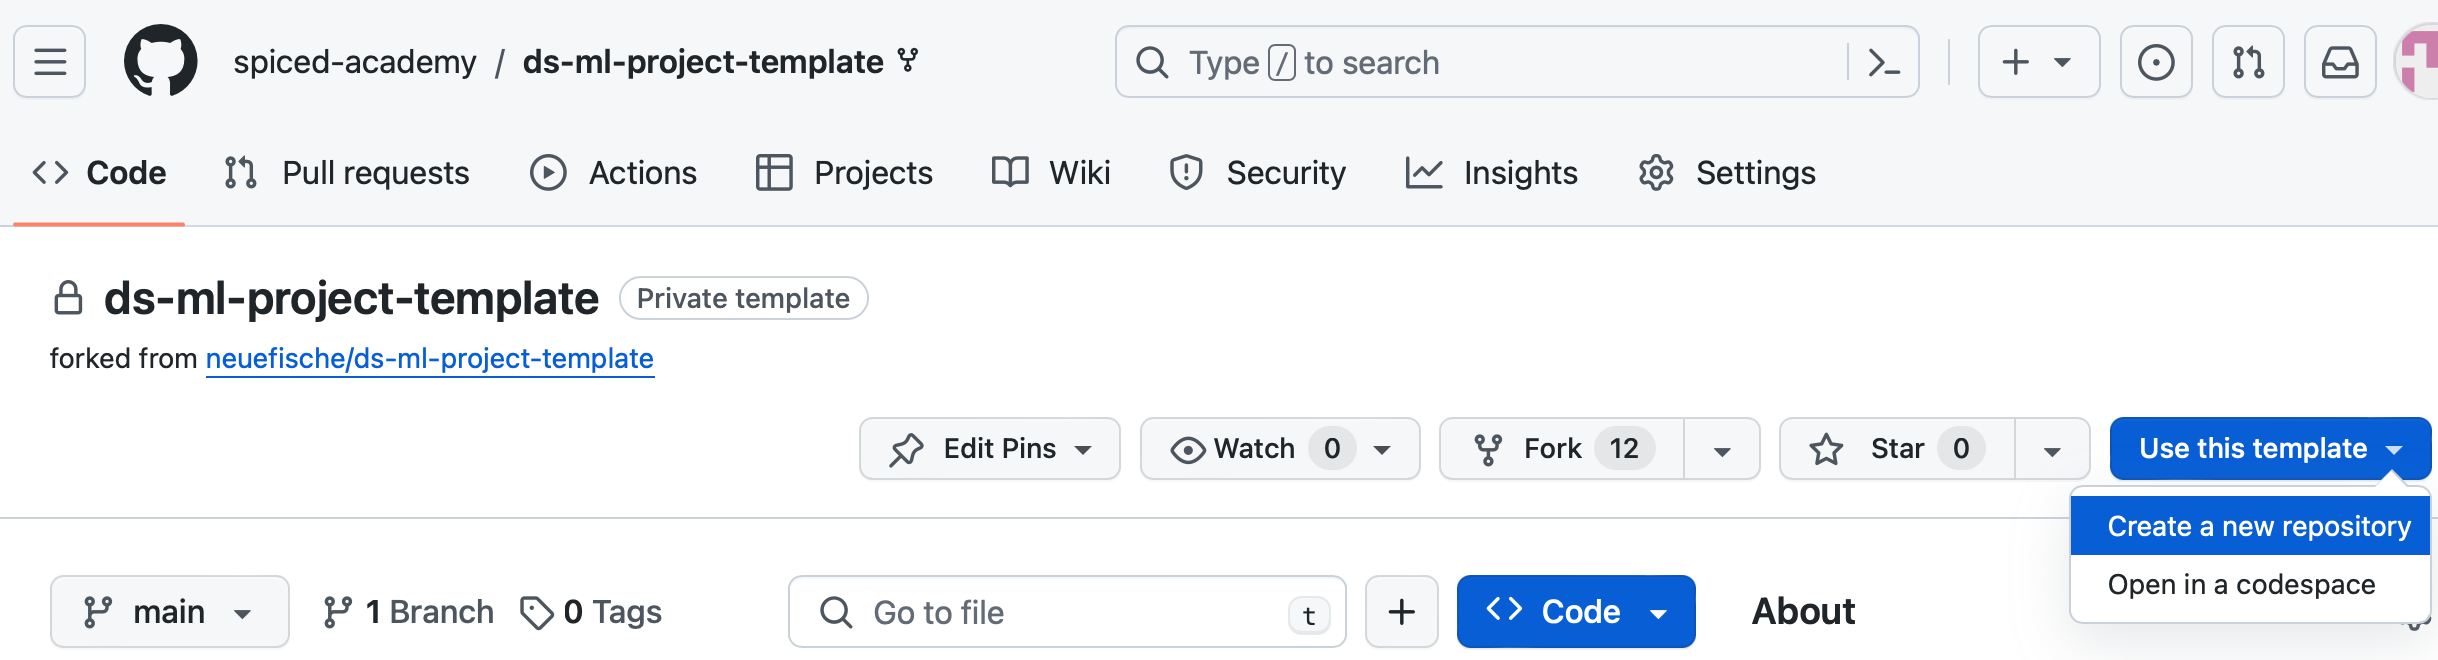 spiced-academy / ds-ml-project-template
Type / to search
Code Pull requests Actions Projects Wiki Security Insights Settings
ds-ml-project-template Private template
forked from neuefische/ds-ml-project-template
Edit Pins Watch 0 Fork 12 Star 0 Use this template
Create a new repository
Open in a codespace
main 1 Branch 0 Tags Go to file t + Code About